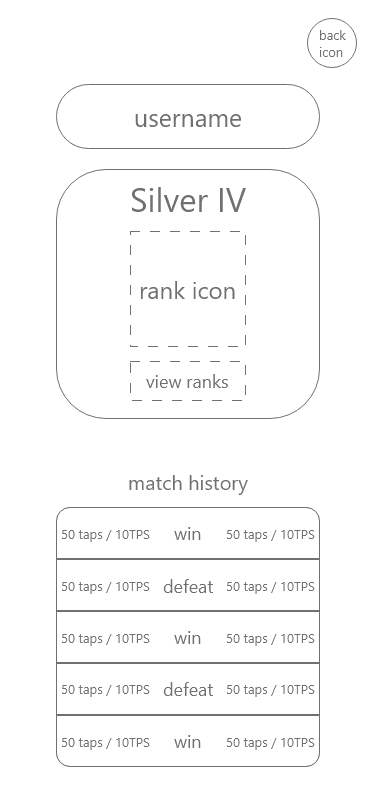 back
icon
username
Silver IV
rank icon
view ranks
match history
50 taps / 10TPS win 50 taps / 10TPS
50 taps / 10TPS defeat 50 taps / 10TPS
50 taps / 10TPS win 50 taps / 10TPS
50 taps / 10TPS defeat 50 taps / 10TPS
50 taps / 10TPS win 50 taps / 10TPS